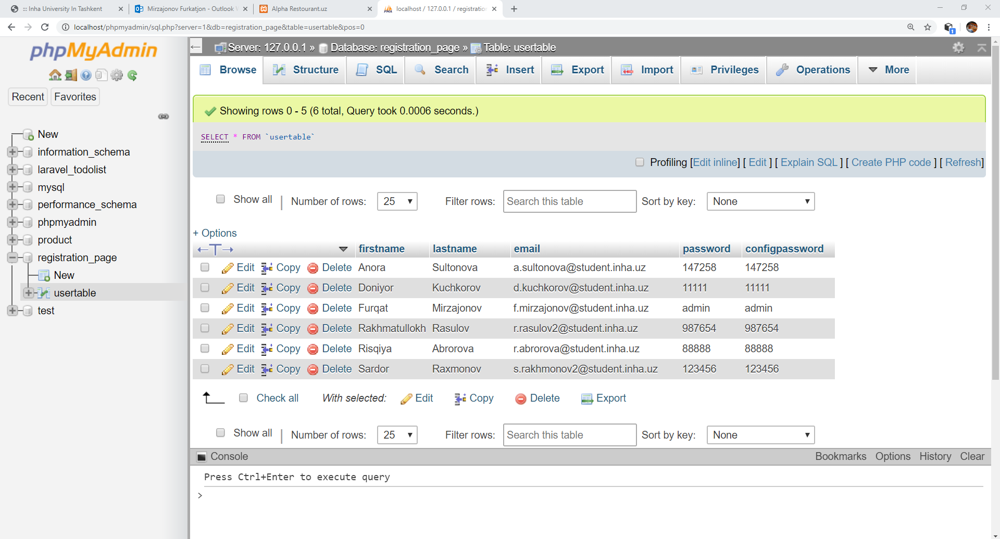 ::: Inha University In Tashkent
Mirzajonov Furkatjon - Outlook
Alpha Restourant.uz
localhost / 127.0.0.1 / registratio
localhost/phpmyadmin/sql.php?server=1&db=registration_page&table=usertable&pos=0
1
phpMyAdmin
Recent Favorites
New
information_schema
laravel_todolist
mysql
performance_schema
phpmyadmin
product
registration_page
New
usertable
test
Server: 127.0.0.1 » Database: registration_page » Table: usertable
Browse Structure SQL Search Insert Export Import Privileges Operations More
Showing rows 0 - 5 (6 total, Query took 0.0006 seconds.)
SELECT * FROM `usertable`
Profiling [Edit inline] [ Edit ] [ Explain SQL ] [ Create PHP code ] [ Refresh]
Show all Number of rows: 25 Filter rows: Search this table Sort by key: None
+ Options
firstname lastname email password configpassword
Edit Copy Delete Anora Sultonova a.sultonova@student.inha.uz 147258 147258
Edit Copy Delete Doniyor Kuchkorov d.kuchkorov@student.inha.uz 11111 11111
Edit Copy Delete Furqat Mirzajonov f.mirzajonov@student.inha.uz admin admin
Edit Copy Delete Rakhmatullokh Rasulov r.rasulov2@student.inha.uz 987654 987654
Edit Copy Delete Risqiya Abrorova r.abrorova@student.inha.uz 88888 88888
Edit Copy Delete Sardor Raxmonov s.rakhmonov2@student.inha.uz 123456 123456
Check all With selected: Edit Copy Delete Export
Show all Number of rows: 25 Filter rows: Search this table Sort by key: None
Console Bookmarks Options History Clear
Press Ctrl+Enter to execute query
>